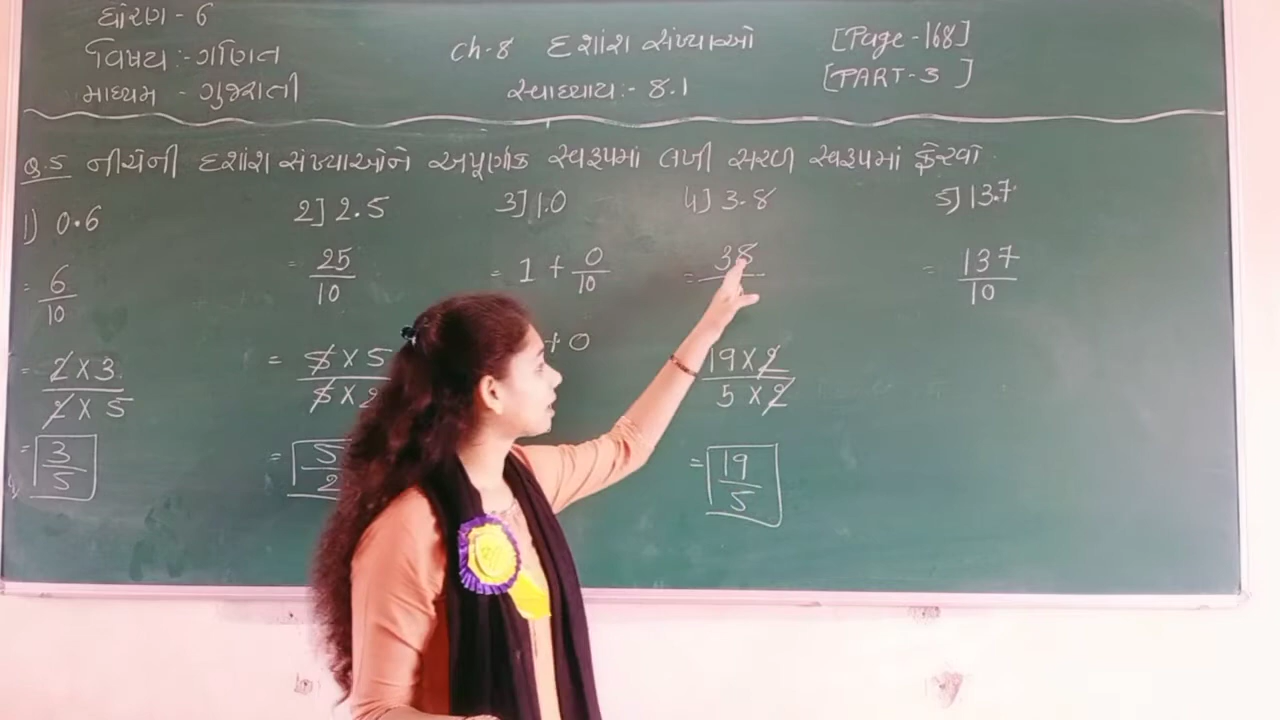 ધોરણ - 6
વિષય :- ગણિત
માધ્યમ - ગુજરાતી
Ch-8 દશાંશ સંખ્યાઓ
સ્વાધ્યાય :- 8.1
[Page-168]
[PART-3]
Q.5 નીચેની દશાંશ સંખ્યાઓને અપૂર્ણાંક સ્વરૂપમાં લખી સરળ સ્વરૂપમાં ફેરવો.
1) 0.6
= 6/10
= 2 X 3 / 2 X 5
= 3/5
2] 2.5
= 25/10
= 5 X 5 / 5 X 2
= 5/2
3] 1.0
= 1 + 0/10
+ 0
4] 3.8
= 38
19 X 2 / 5 X 2
= 19/5
5] 13.7
= 137/10